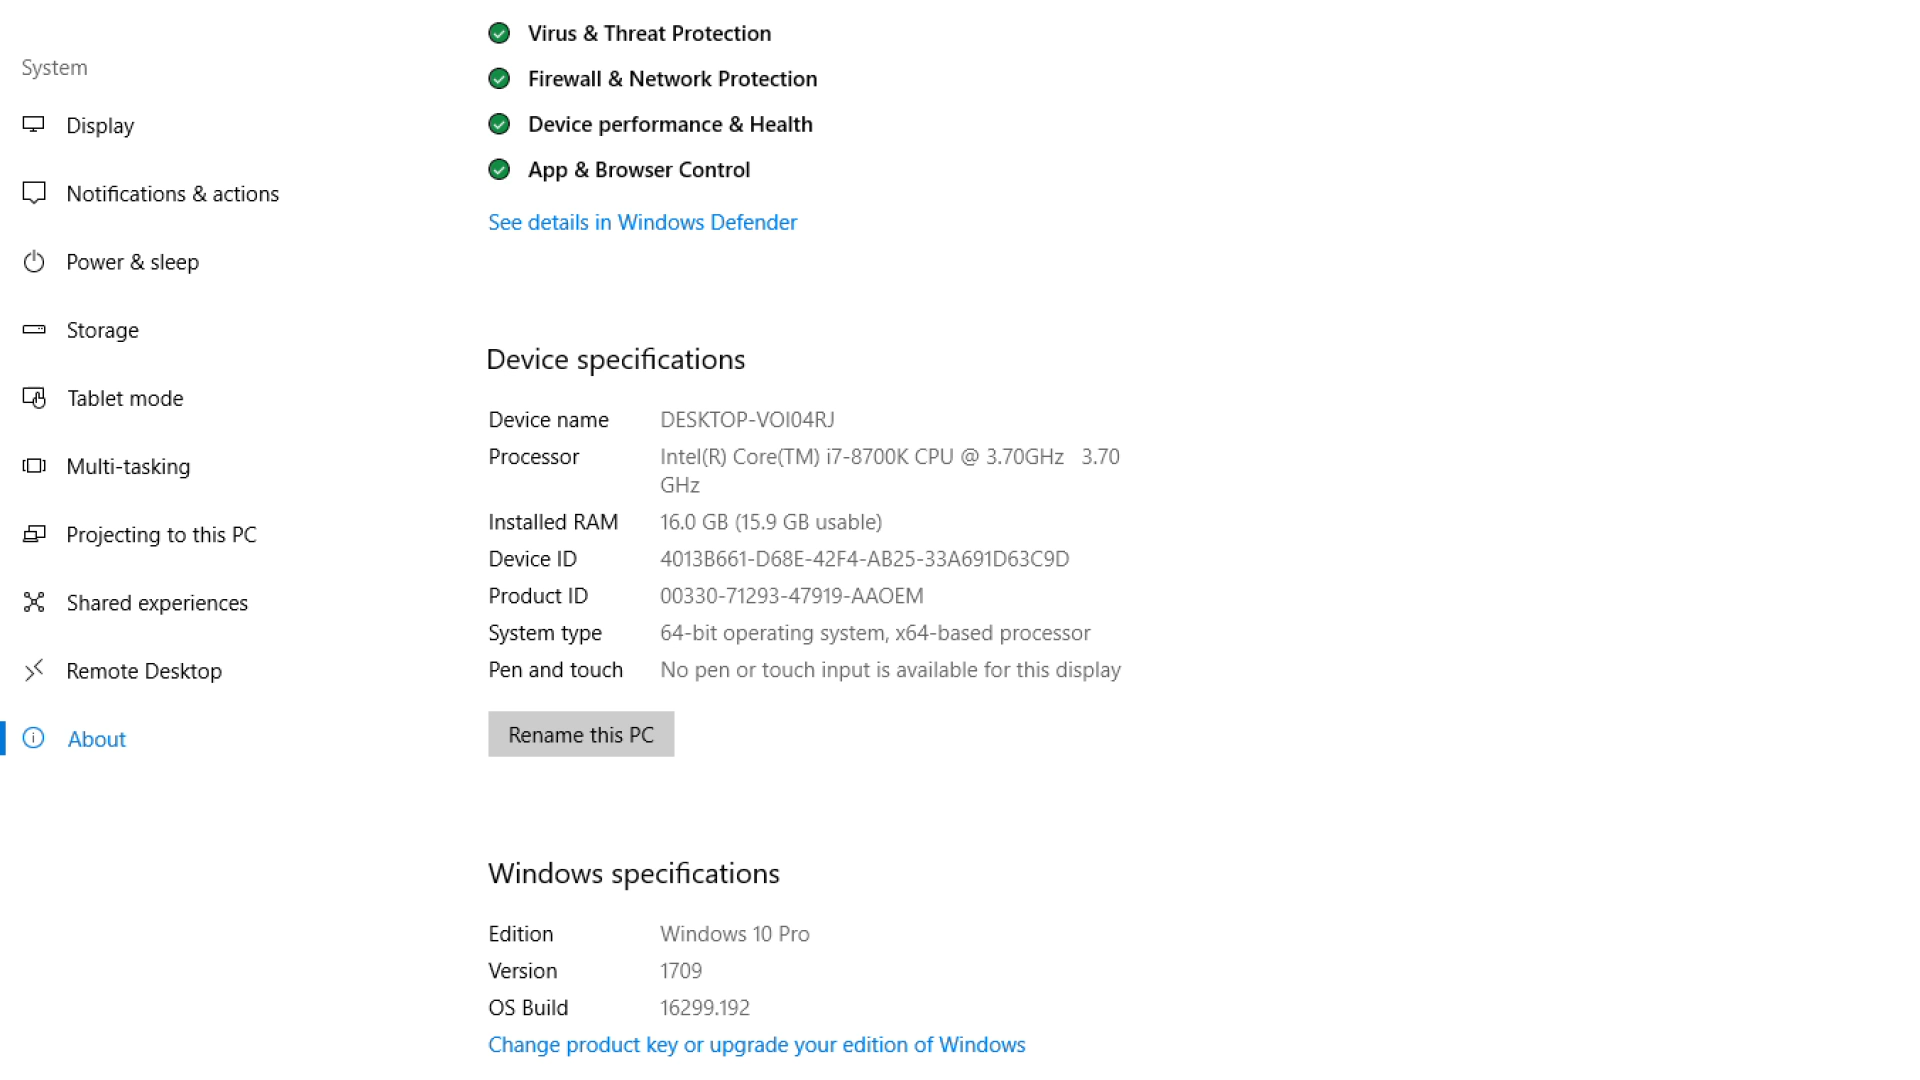 System
Display
Notifications & actions
Power & sleep
Storage
Tablet mode
Multi-tasking
Projecting to this PC
Shared experiences
Remote Desktop
About
Virus & Threat Protection
Firewall & Network Protection
Device performance & Health
App & Browser Control
See details in Windows Defender
Device specifications
Device name DESKTOP-VOI04RJ
Processor Intel(R) Core(TM) i7-8700K CPU @ 3.70GHz 3.70
GHz
Installed RAM 16.0 GB (15.9 GB usable)
Device ID 4013B661-D68E-42F4-AB25-33A691D63C9D
Product ID 00330-71293-47919-AAOEM
System type 64-bit operating system, x64-based processor
Pen and touch No pen or touch input is available for this display
Rename this PC
Windows specifications
Edition Windows 10 Pro
Version 1709
OS Build 16299.192
Change product key or upgrade your edition of Windows